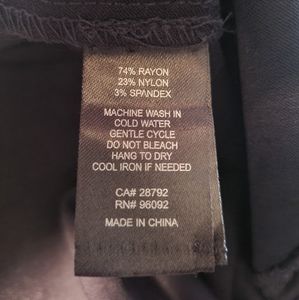 74% RAYON
23% NYLON
3% SPANDEX
MACHINE WASH IN
COLD WATER
GENTLE CYCLE
DO NOT BLEACH
HANG TO DRY
COOL IRON IF NEEDED
CA# 28792
RN# 96092
MADE IN CHINA